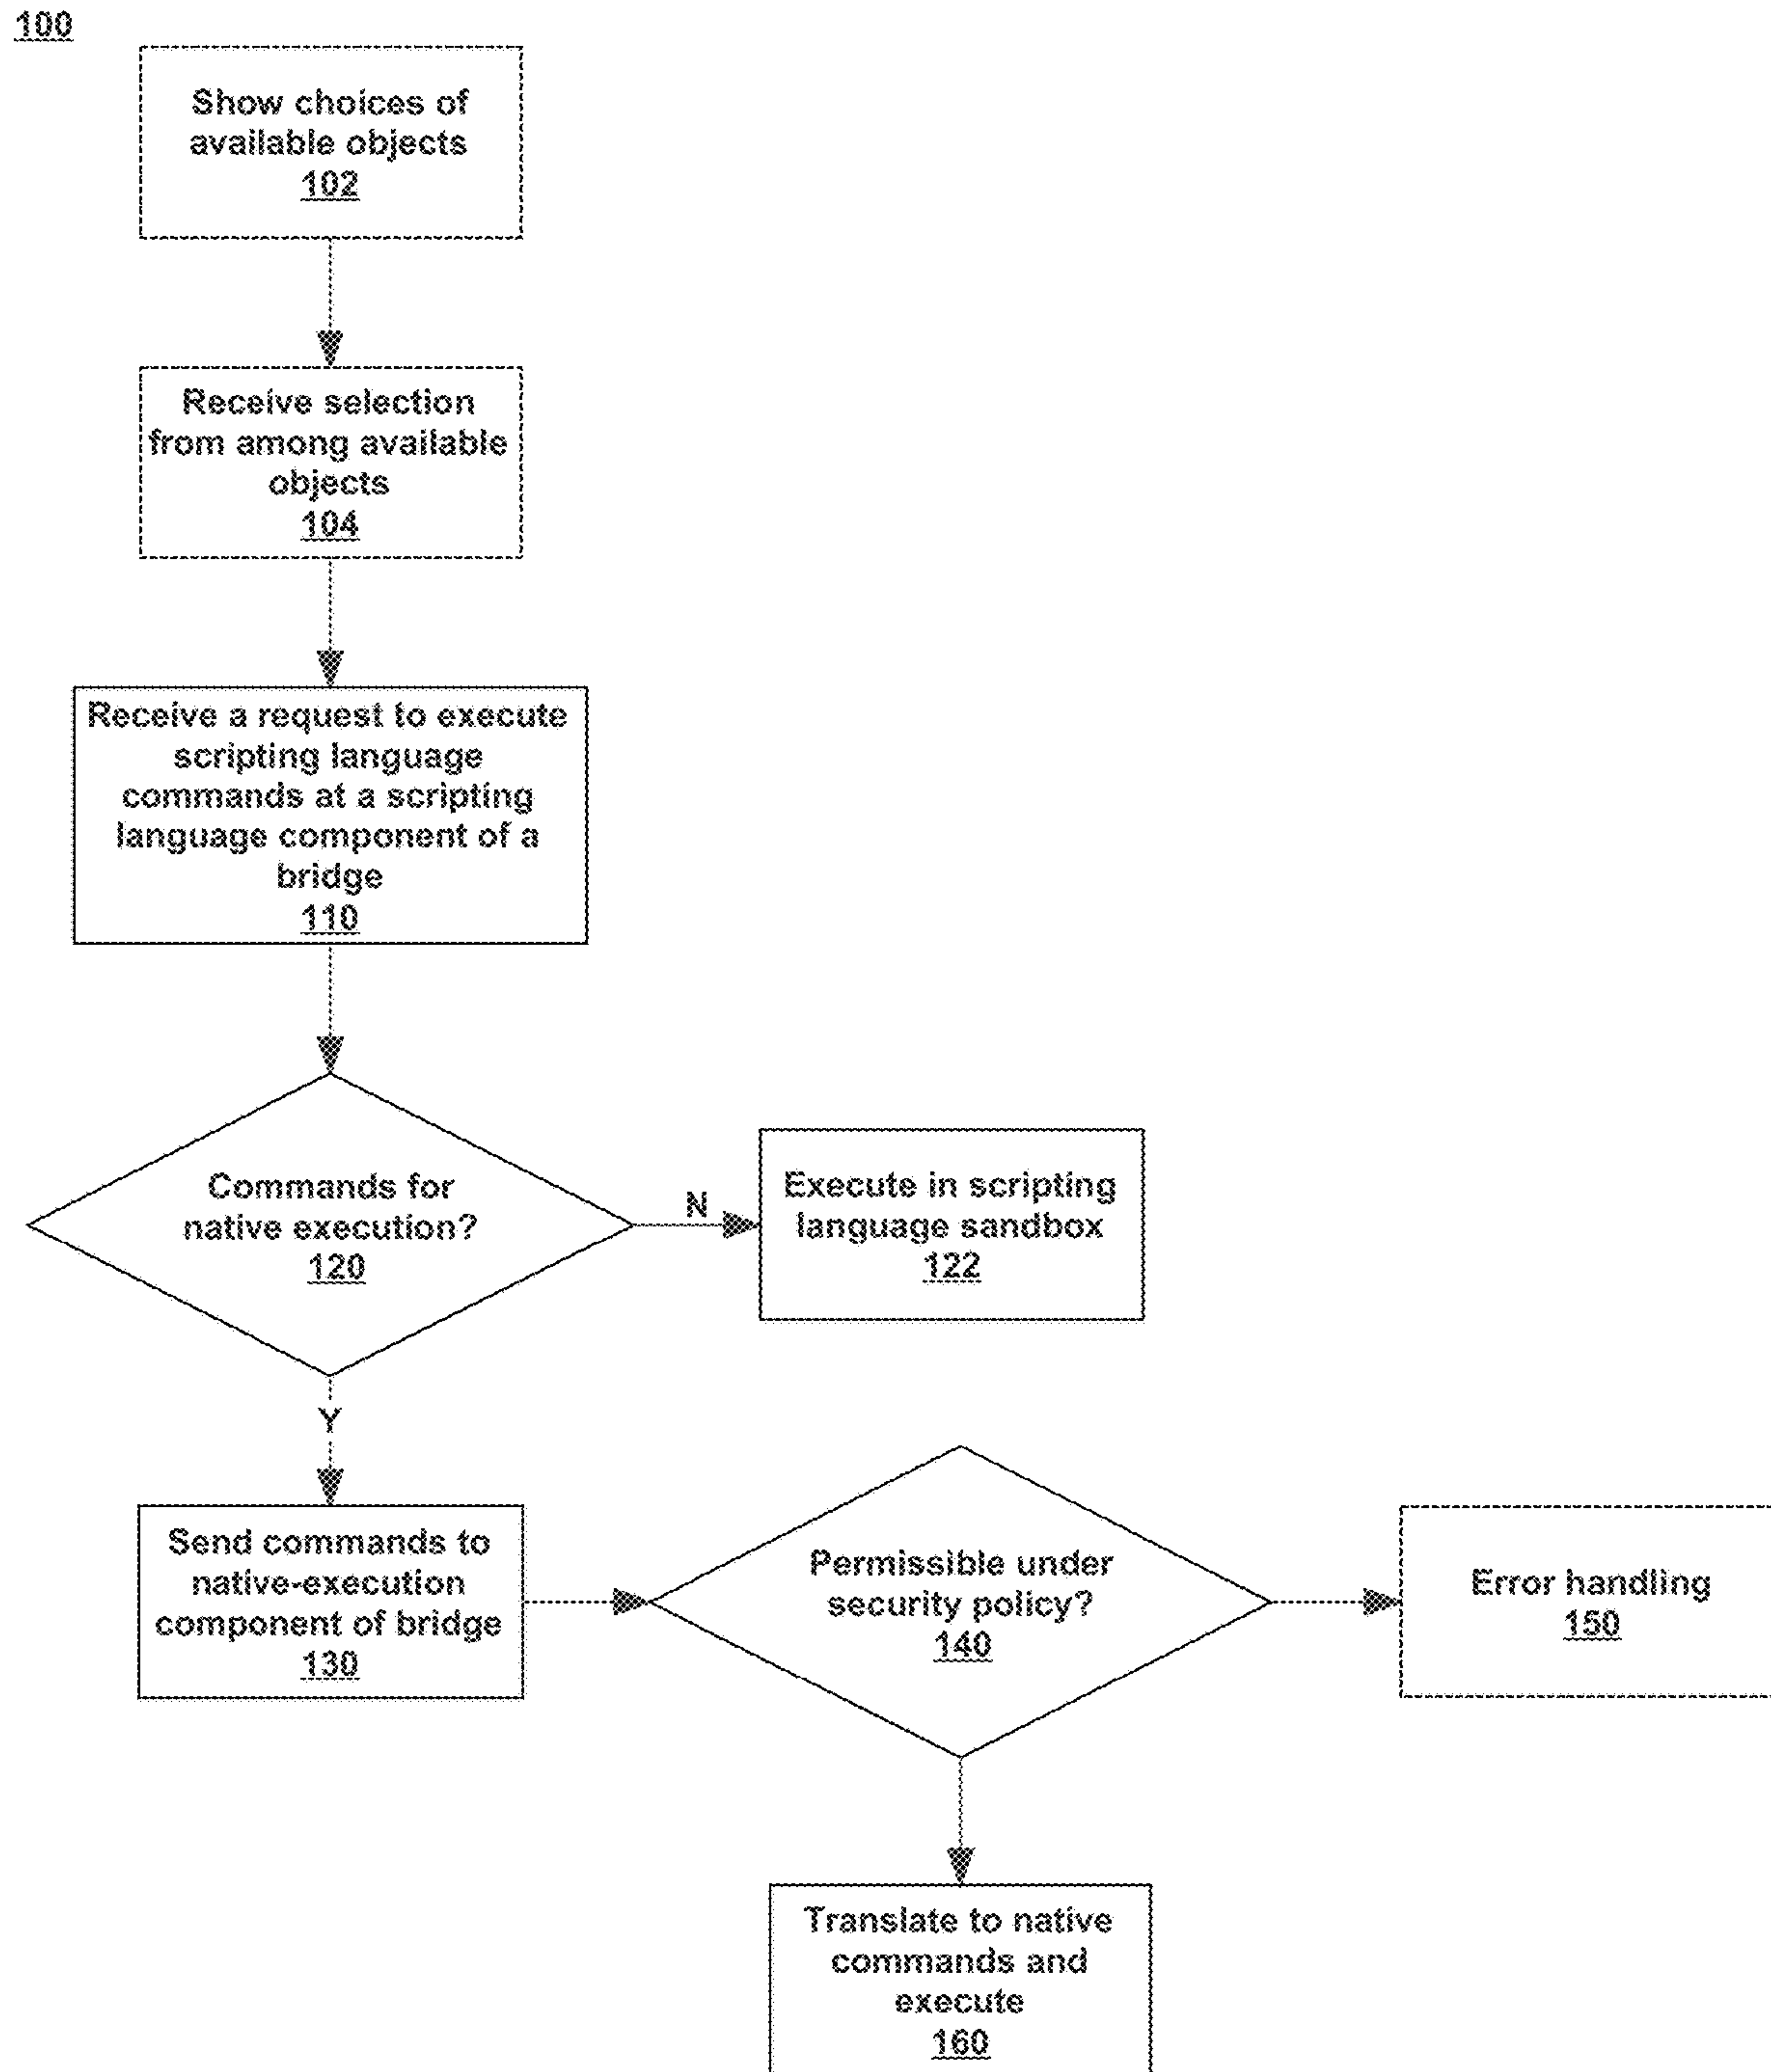 100
Show choices of
available objects
102
Receive selection
from among available
objects
104
Receive a request to execute
scripting language
commands at a scripting
language component of a
bridge
110
Commands for
native execution?
120
N
Execute in scripting
language sandbox
122
Y
Send commands to
native-execution
component of bridge
130
Permissible under
security policy?
140
Error handling
150
Translate to native
commands and
execute
160